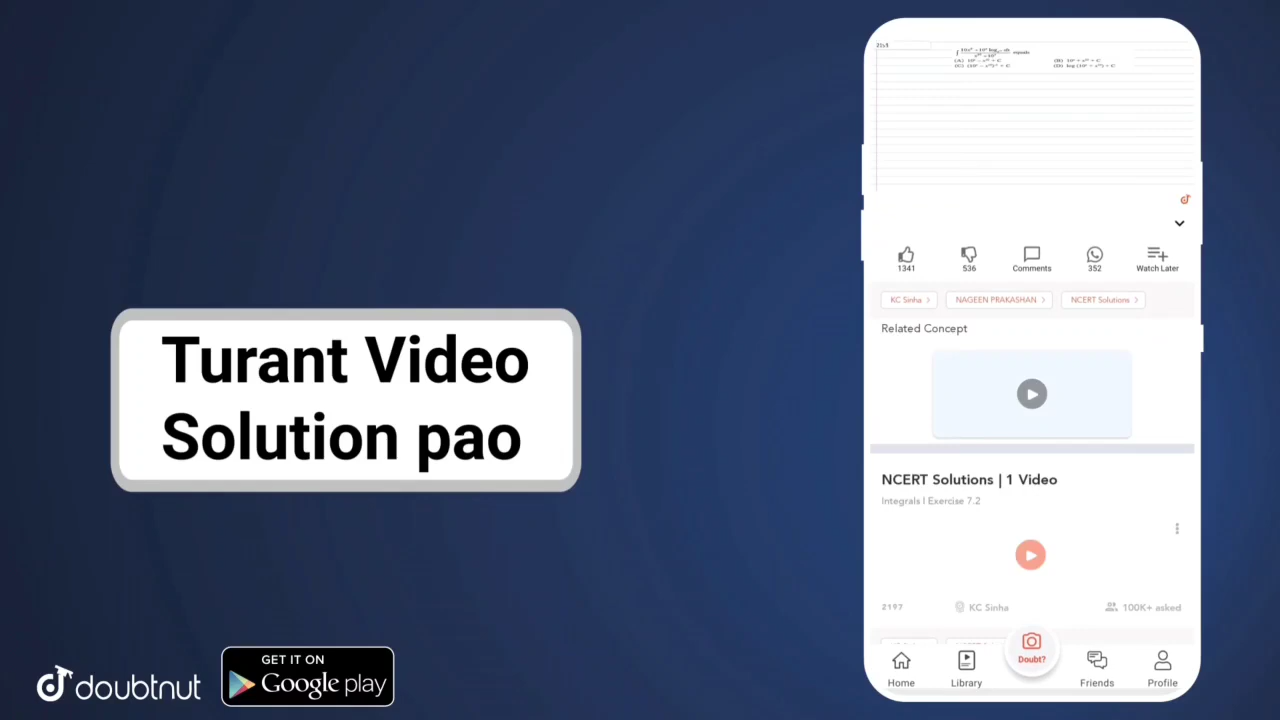 Turant Video
Solution pao
doubtnut
GET IT ON
Google play
equals
1341
536
Comments
352
Watch Later
KC Sinha >
NAGEEN PRAKASHAN >
NCERT Solutions >
Related Concept
NCERT Solutions | 1 Video
Integrals | Exercise 7.2
2197
KC Sinha
100K+ asked
Doubt?
Home
Library
Friends
Profile